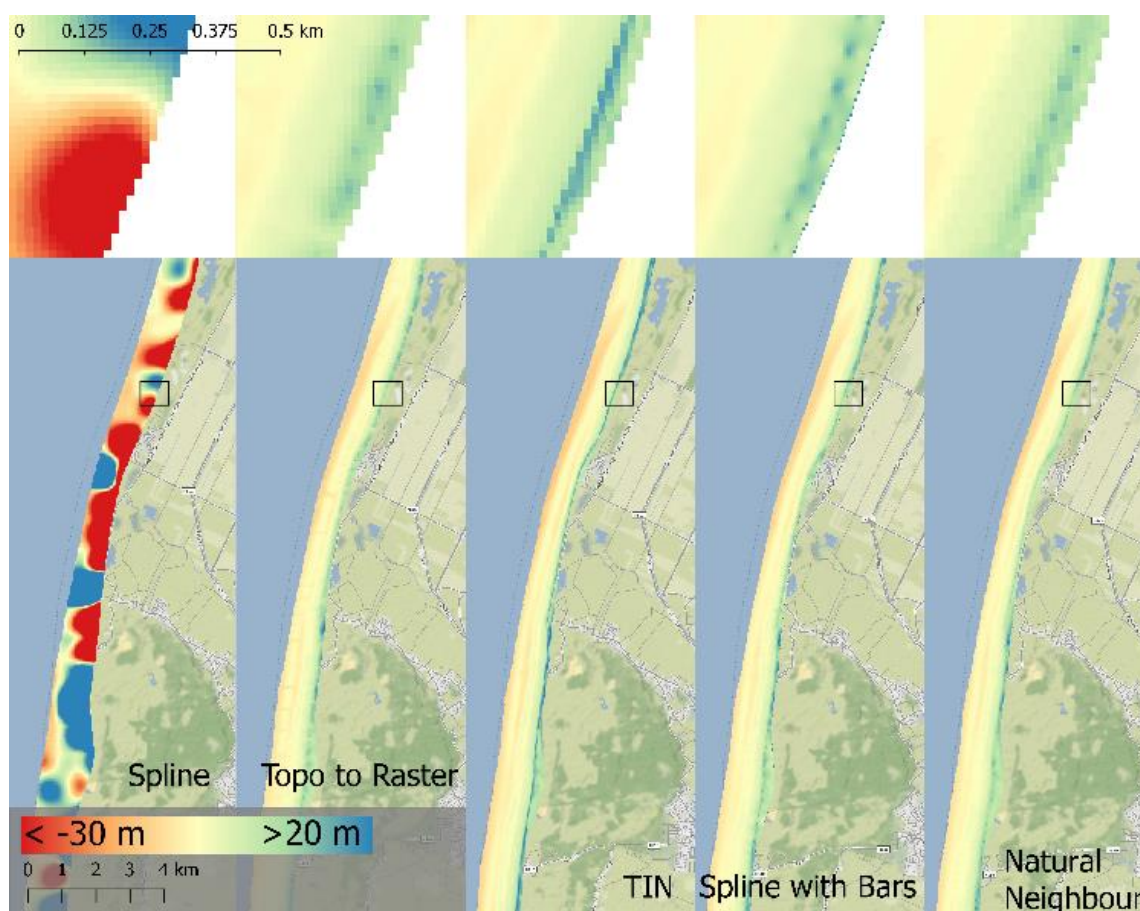 0 0.125 0.25 0.375 0.5 km
Spline
Topo to Raster
TIN
Spline with Bars
Natural
Neighbour
< -30 m >20 m
0 1 2 3 4 km